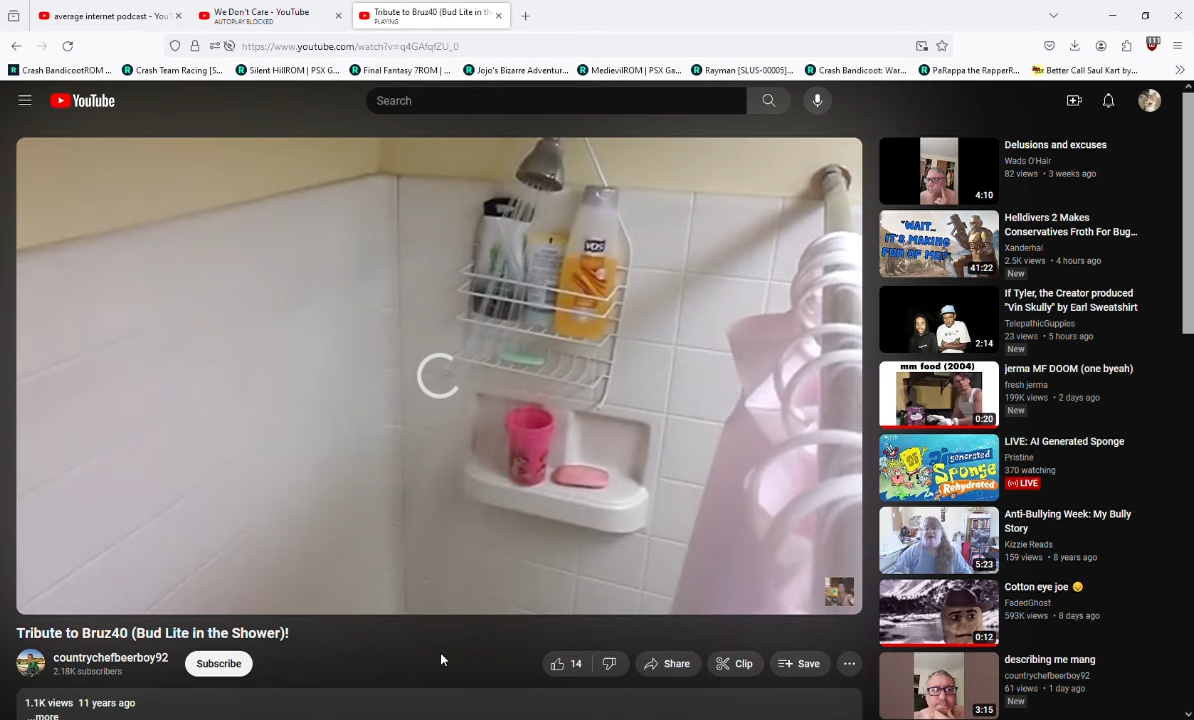 average internet podcast - YouT
We Don't Care - YouTube
AUTOPLAY BLOCKED
Tribute to Bruz40 (Bud Lite in th
PLAYING
https://www.youtube.com/watch?v=q4GAfqfZU_0
111
Crash BandicootROM ...
Crash Team Racing [S...
Silent HillROM | PSX G...
Final Fantasy 7ROM | ...
Jojo's Bizarre Adventur...
MedievilROM | PSX Ga...
Rayman [SLUS-00005]...
Crash Bandicoot: War...
PaRappa the RapperR...
Better Call Saul Kart by...
YouTube
Search
VO5
Delusions and excuses
Wads O'Hair
82 views • 3 weeks ago
4:10
"WAIT..
IT'S MAKING
FUN OF ME?"
41:22
Helldivers 2 Makes
Conservatives Froth For Bug...
Xanderhal
2.5K views • 4 hours ago
New
If Tyler, the Creator produced
"Vin Skully" by Earl Sweatshirt
TelepathicGuppies
23 views • 5 hours ago
New
2:14
mm food (2004)
0:20
jerma MF DOOM (one byeah)
fresh jerma
199K views • 2 days ago
New
ai generated
Sponge
Rehydrated
LIVE: AI Generated Sponge
Pristine
370 watching
LIVE
Anti-Bullying Week: My Bully
Story
Kizzie Reads
159 views • 8 years ago
5:23
Cotton eye joe
FadedGhost
593K views • 8 days ago
0:12
describing me mang
countrychefbeerboy92
61 views • 1 day ago
New
3:15
Tribute to Bruz40 (Bud Lite in the Shower)!
countrychefbeerboy92
2.18K subscribers
Subscribe
14
Share
Clip
Save
1.1K views 11 years ago
...more